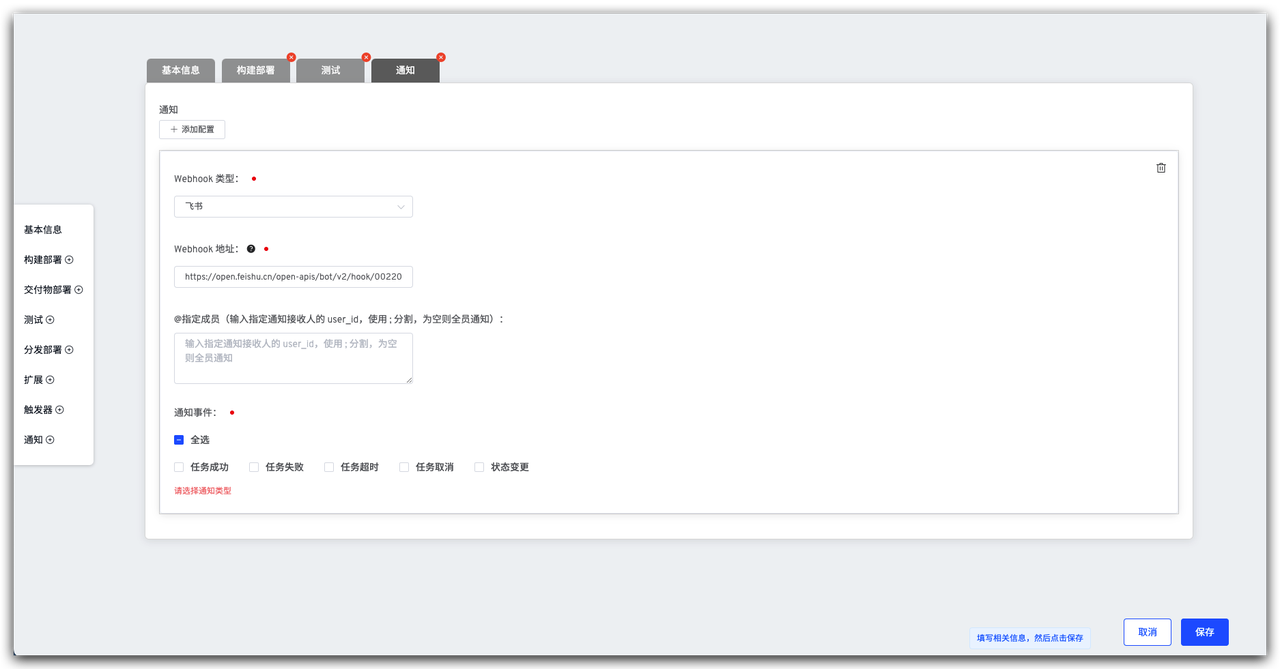 基本信息
构建部署
测试
通知
通知
添加配置
Webhook 类型：
飞书
Webhook 地址：
https://open.feishu.cn/open-apis/bot/v2/hook/00220
@指定成员（输入指定通知接收人的 user_id，使用 ; 分割，为空则全员通知）：
输入指定通知接收人的 user_id，使用 ; 分割，为空
则全员通知
通知事件：
全选
任务成功
任务失败
任务超时
任务取消
状态变更
请选择通知类型
基本信息
构建部署
交付物部署
测试
分发部署
扩展
触发器
通知
填写相关信息，然后点击保存
取消
保存